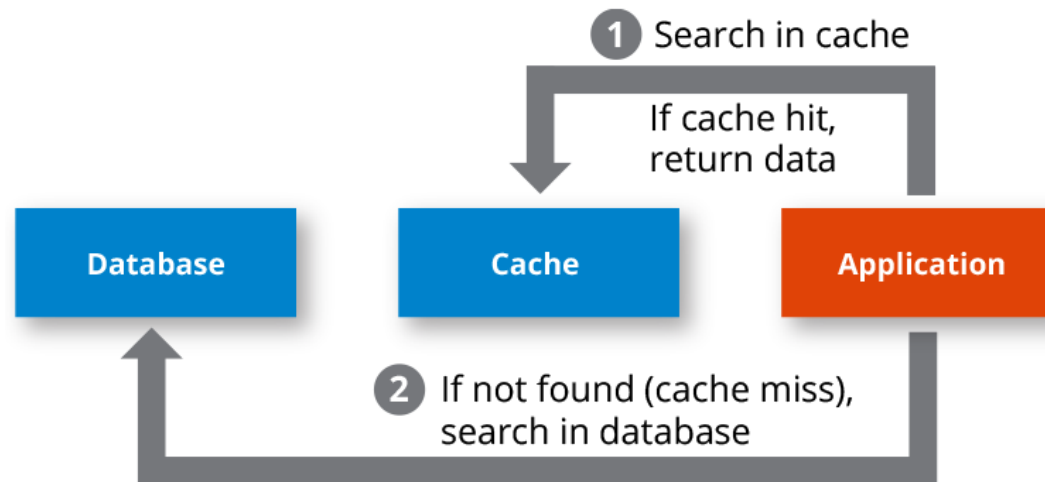 1 Search in cache
If cache hit,
return data
Database
Cache
Application
2 If not found (cache miss),
search in database